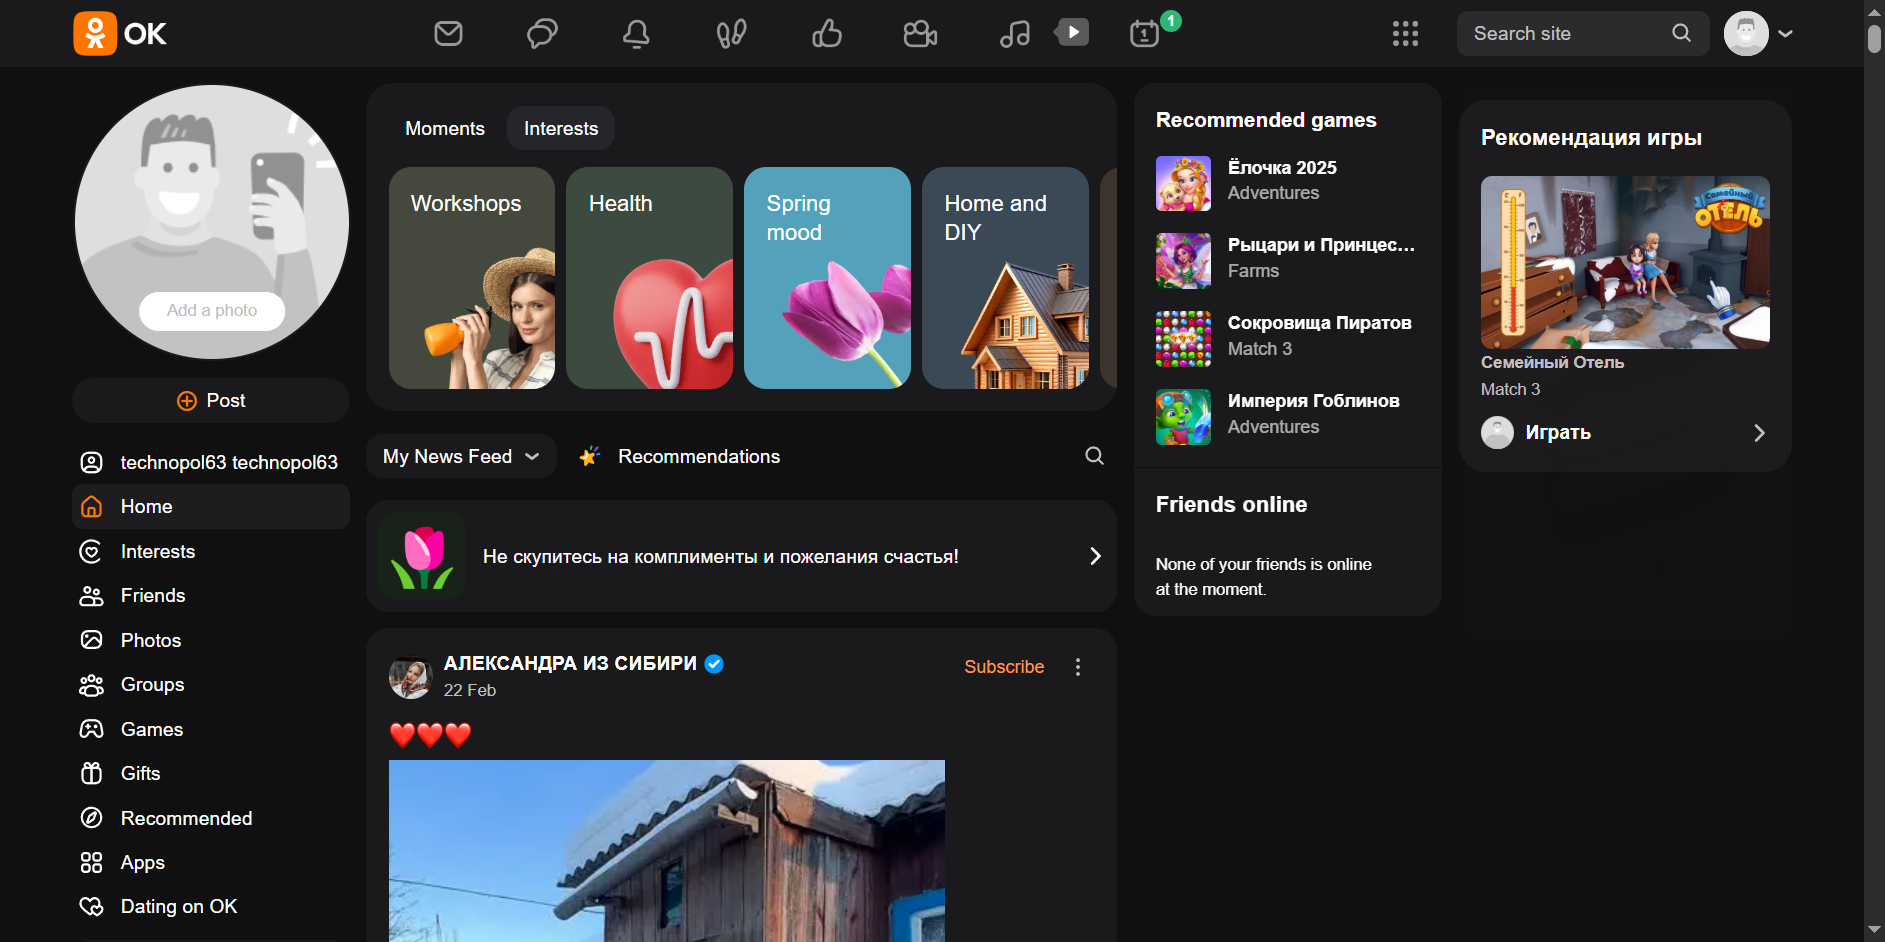 OK
1
1
Search site
Add a photo
Post
technopol63 technopol63
Home
Interests
Friends
Photos
Groups
Games
Gifts
Recommended
Apps
Dating on OK
Moments
Interests
Workshops
Health
Spring
mood
Home and
DIY
My News Feed
Recommendations
Не скупитесь на комплименты и пожелания счастья!
АЛЕКСАНДРА ИЗ СИБИРИ
22 Feb
Subscribe
Recommended games
Ёлочка 2025
Adventures
Рыцари и Принцес...
Farms
Сокровища Пиратов
Match 3
Империя Гоблинов
Adventures
Friends online
None of your friends is online
at the moment.
Рекомендация игры
Семейный
ОТЕЛЬ
Семейный Отель
Match 3
Играть